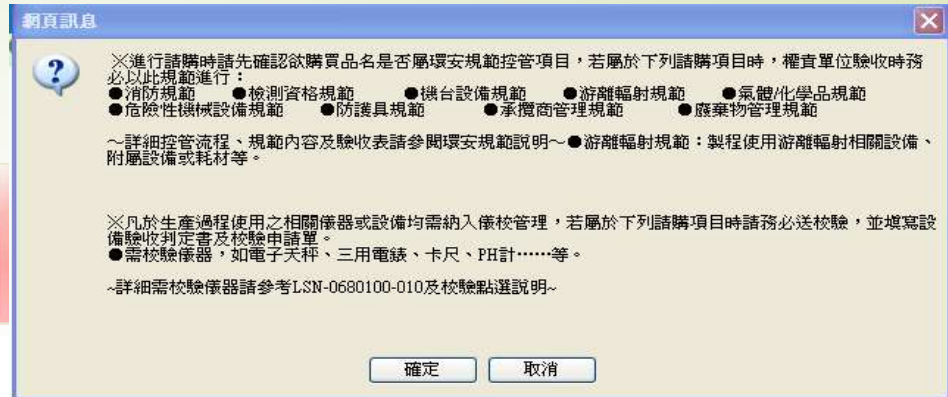 網頁訊息
※進行請購時請先確認欲購買品名是否屬環安規範控管項目,若屬於下列請購項目時,權責單位驗收時務
必以此規範進行:
●消防規範 ●檢測資格規範 ●機台設備規範 ●游離輻射規範 ●氣體/化學品規範
●危險性機械設備規範 ●防護具規範 ●承攬商管理規範 ●廢棄物管理規範
～詳細控管流程、規範內容及驗收表請參閱環安規範說明～●游離輻射規範:製程使用游離輻射相關設備、
附屬設備或耗材等。
※凡於生產過程使用之相關儀器或設備均需納入儀校管理,若屬於下列請購項目時請務必送校驗,並填寫設
備驗收判定書及校驗申請單。
●需校驗儀器,如電子天秤、三用電錶、卡尺、PH計……等。
~詳細需校驗儀器請參考LSN-0680100-010及校驗點選說明~
確定 取消